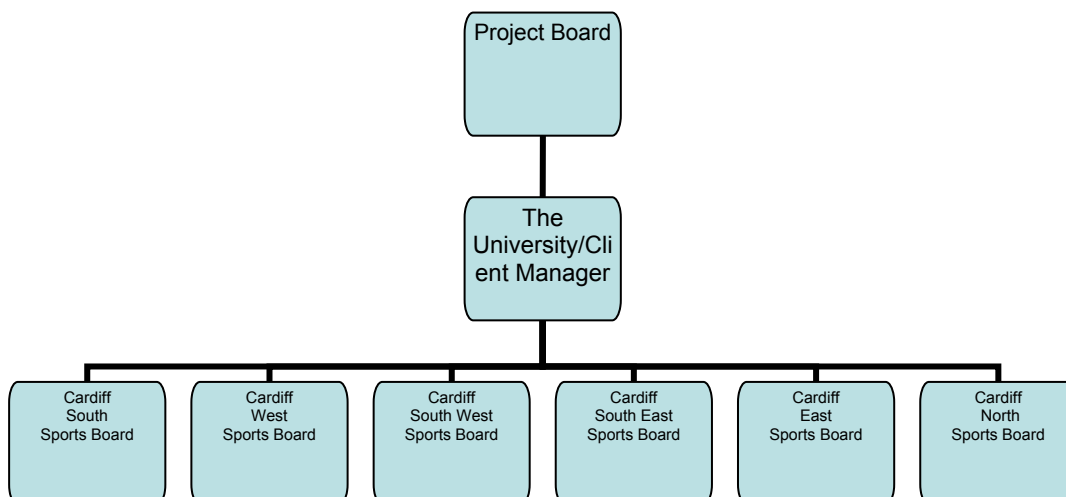 Project Board
The
University/Cli
ent Manager
Cardiff
South
Sports Board
Cardiff
West
Sports Board
Cardiff
South West
Sports Board
Cardiff
South East
Sports Board
Cardiff
East
Sports Board
Cardiff
North
Sports Board